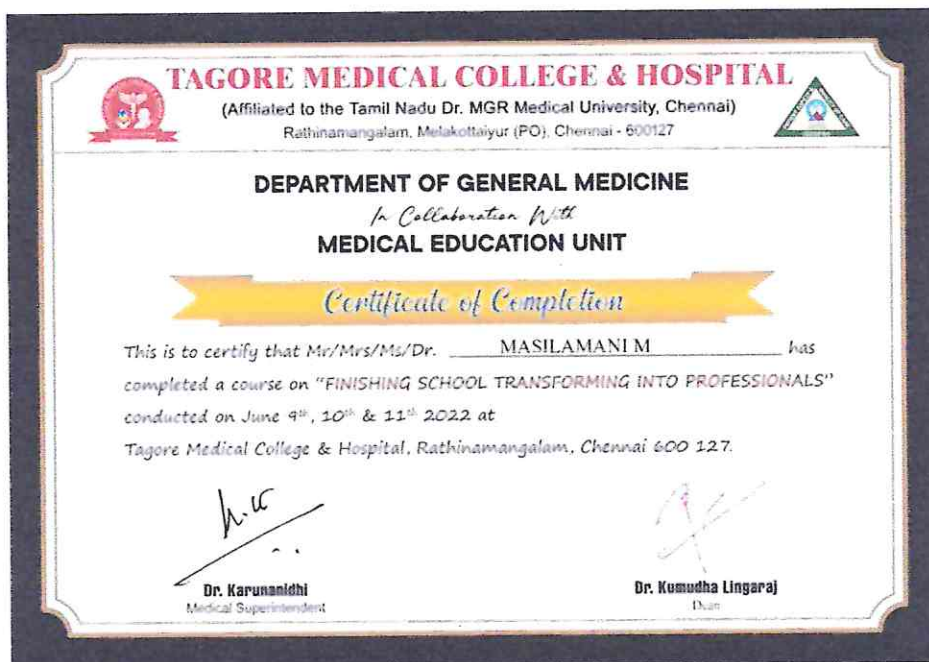 TAGORE MEDICAL COLLEGE & HOSPITAL
(Affiliated to the Tamil Nadu Dr. MGR Medical University, Chennai)
Rathinamangalam, Melakottaiyur (PO), Chennai - 600127
DEPARTMENT OF GENERAL MEDICINE
In Collaboration With
MEDICAL EDUCATION UNIT
Certificate of Completion
This is to certify that Mr/Mrs/Ms/Dr. MASILAMANI M has
completed a course on "FINISHING SCHOOL TRANSFORMING INTO PROFESSIONALS"
conducted on June 9th, 10th & 11th 2022 at
Tagore Medical College & Hospital, Rathinamangalam, Chennai 600 127.
Dr. Karunanidhi
Medical Superintendent
Dr. Kumudha Lingaraj
Dean